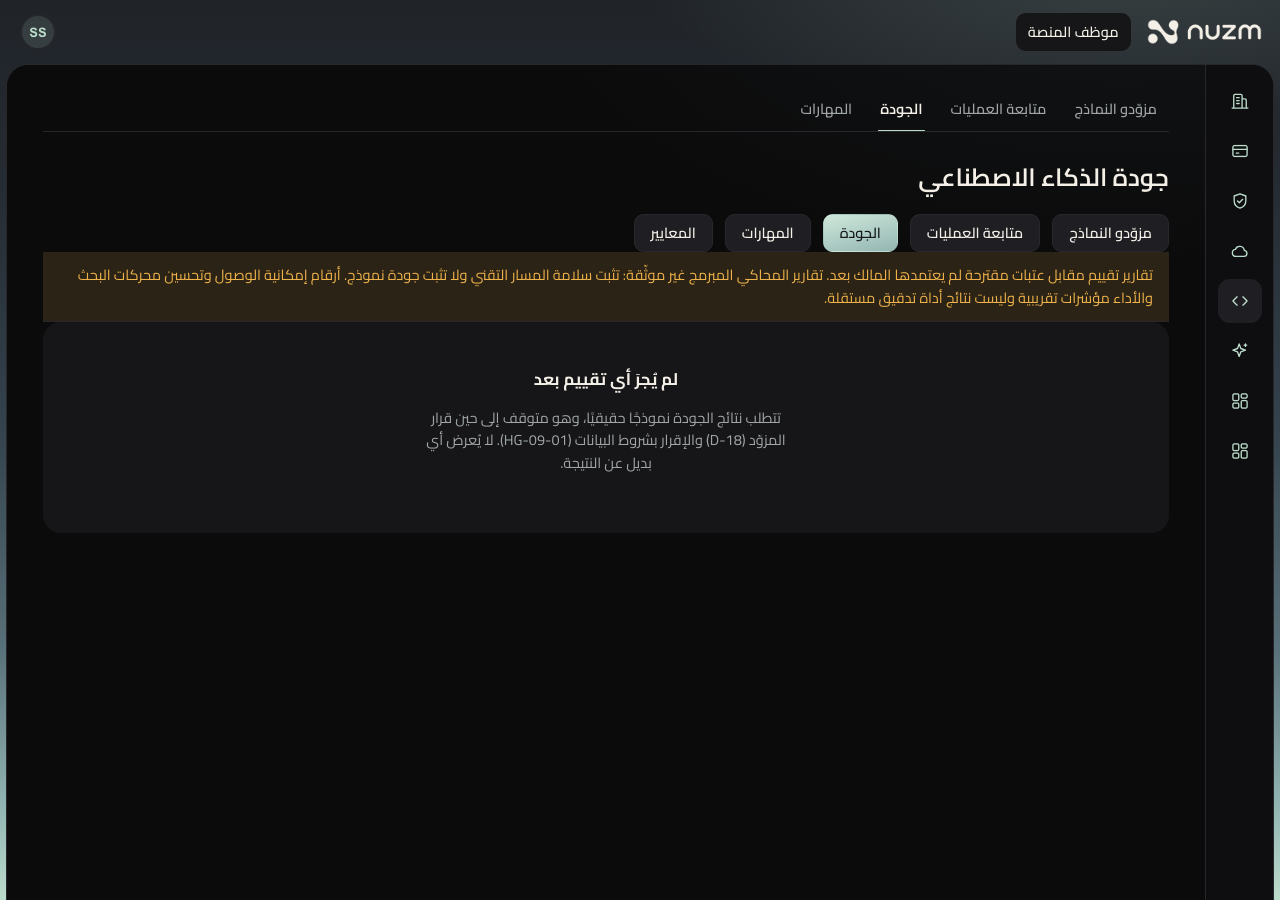 nuzm
موظف المنصة
SS
مزوّدو النماذج
متابعة العمليات
الجودة
المهارات
جودة الذكاء الاصطناعي
مزوّدو النماذج
متابعة العمليات
الجودة
المهارات
المعايير
تقارير تقييم مقابل عتبات مقترحة لم يعتمدها المالك بعد. تقارير المحاكي المبرمج غير موثّقة: تثبت سلامة المسار التقني ولا تثبت جودة نموذج. أرقام إمكانية الوصول وتحسين محركات البحث
والأداء مؤشرات تقريبية وليست نتائج أداة تدقيق مستقلة.
لم يُجرَ أي تقييم بعد
تتطلب نتائج الجودة نموذجًا حقيقيًا، وهو متوقف إلى حين قرار
المزوّد (D-18) والإقرار بشروط البيانات (HG-09-01). لا يُعرض أي
بديل عن النتيجة.